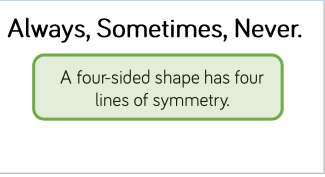 Always, Sometimes, Never.
A four-sided shape has four
lines of symmetry.